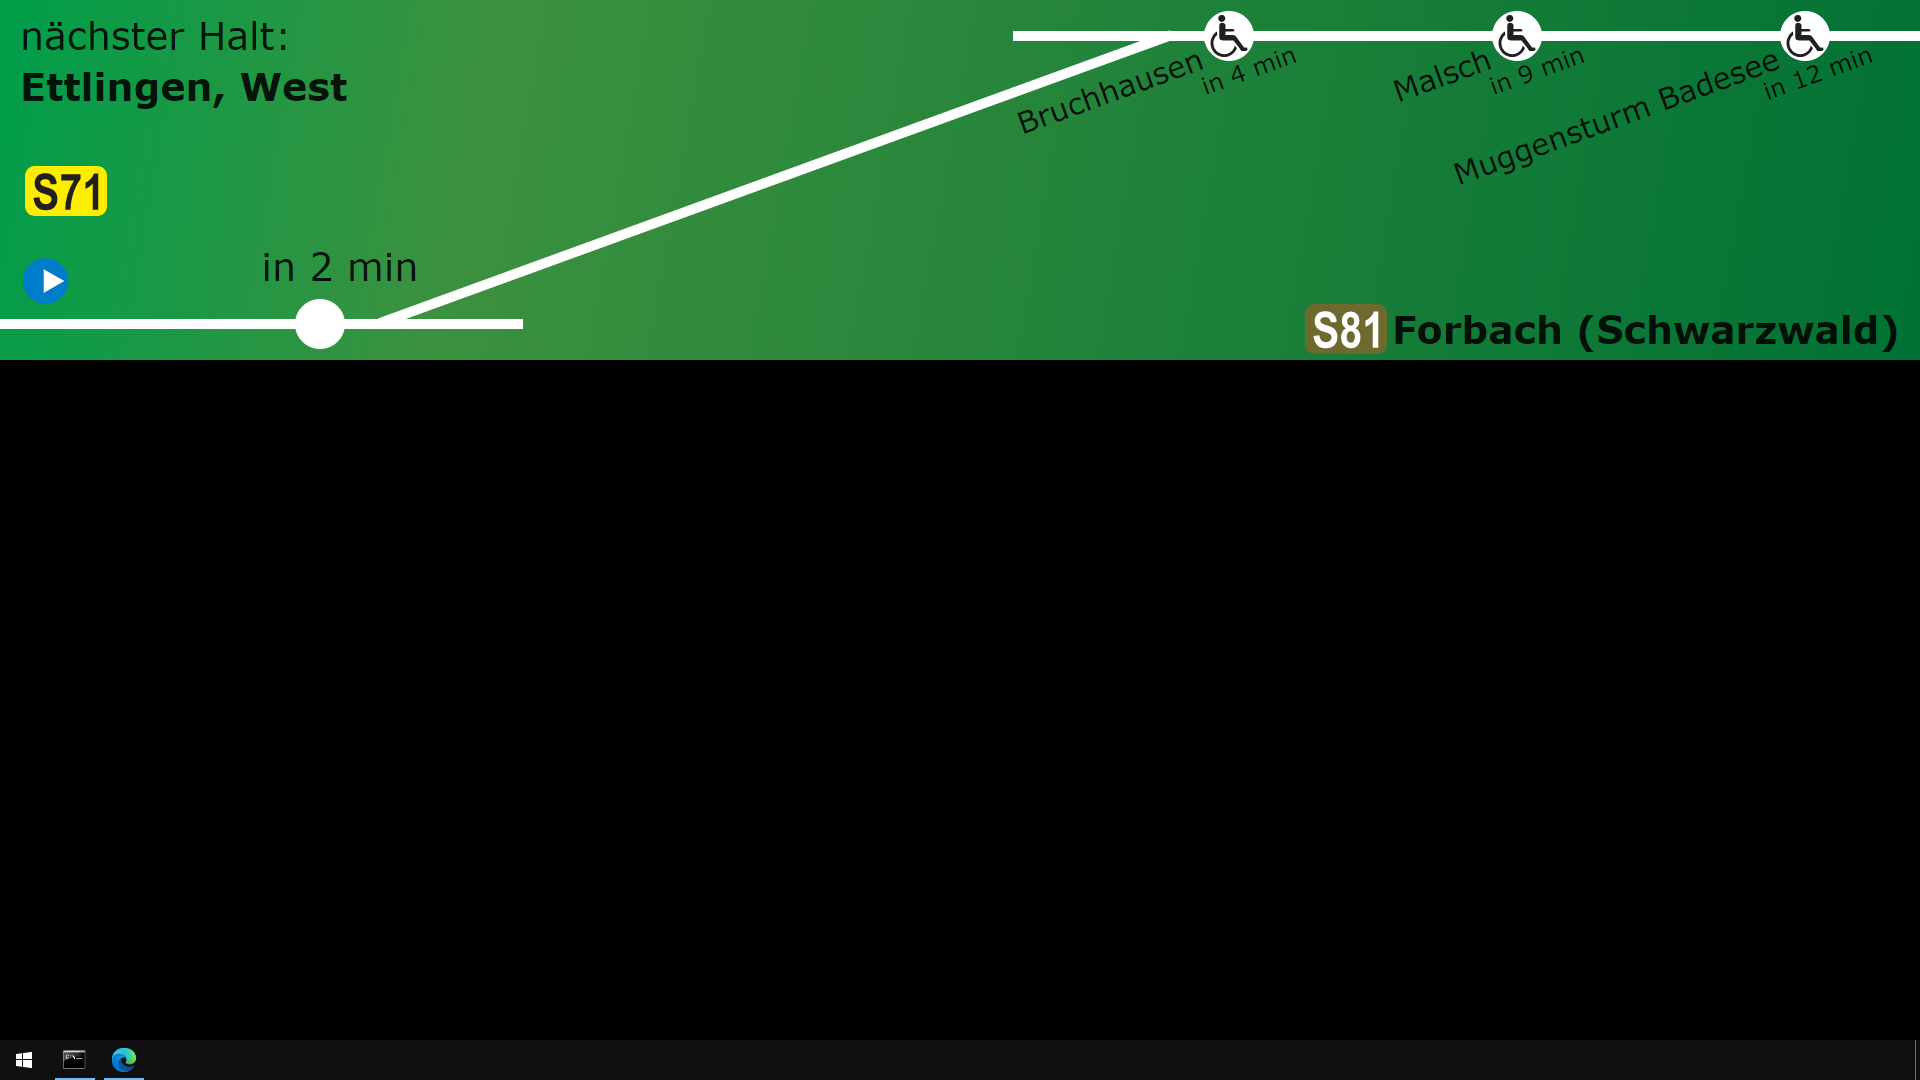 nächster Halt:
Ettlingen, West
S71
in 2 min
Bruchhausen
in 4 min
Malsch
in 9 min
Muggensturm Badesee
in 12 min
S81 Forbach (Schwarzwald)